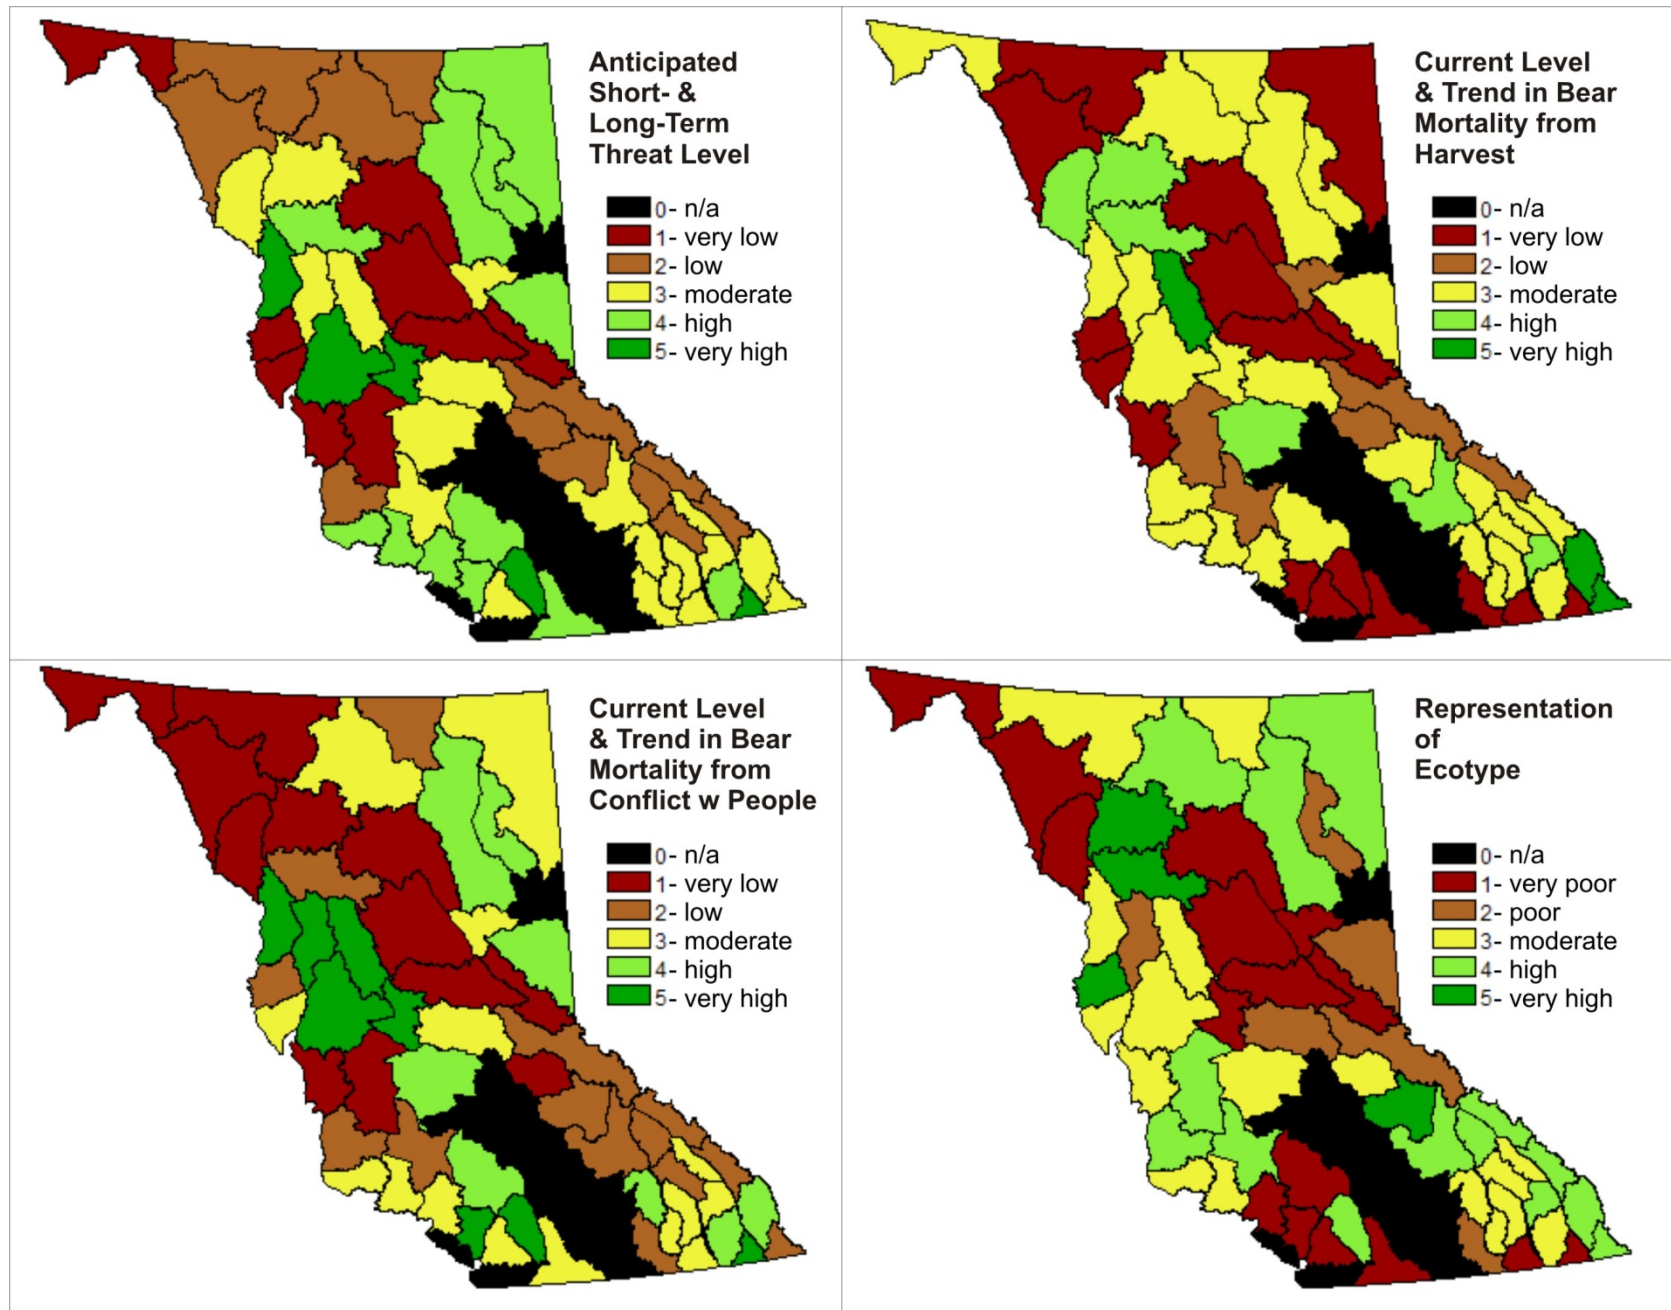 Anticipated
Short- &
Long-Term
Threat Level
0- n/a
1- very low
2- low
3- moderate
4- high
5- very high
Current Level
& Trend in Bear
Mortality from
Harvest
0- n/a
1- very low
2- low
3- moderate
4- high
5- very high
Current Level
& Trend in Bear
Mortality from
Conflict w People
0- n/a
1- very low
2- low
3- moderate
4- high
5- very high
Representation
of
Ecotype
0- n/a
1- very poor
2- poor
3- moderate
4- high
5- very high